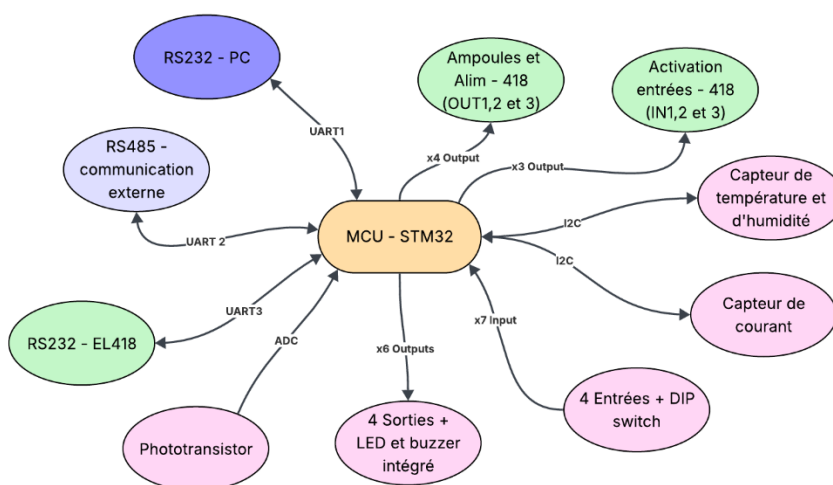 RS232 - PC
Ampoules et
Alim - 418
(OUT1,2 et 3)
Activation
entrées - 418
(IN1,2 et 3)
UART1
RS485 -
communication
externe
x4 Output
x3 Output
Capteur de
température et
d'humidité
I2C
UART 2
MCU - STM32
I2C
UART3
RS232 - EL418
ADC
x6 Outputs
x7 Input
Capteur de
courant
Phototransistor
4 Sorties +
LED et buzzer
intégré
4 Entrées + DIP
switch